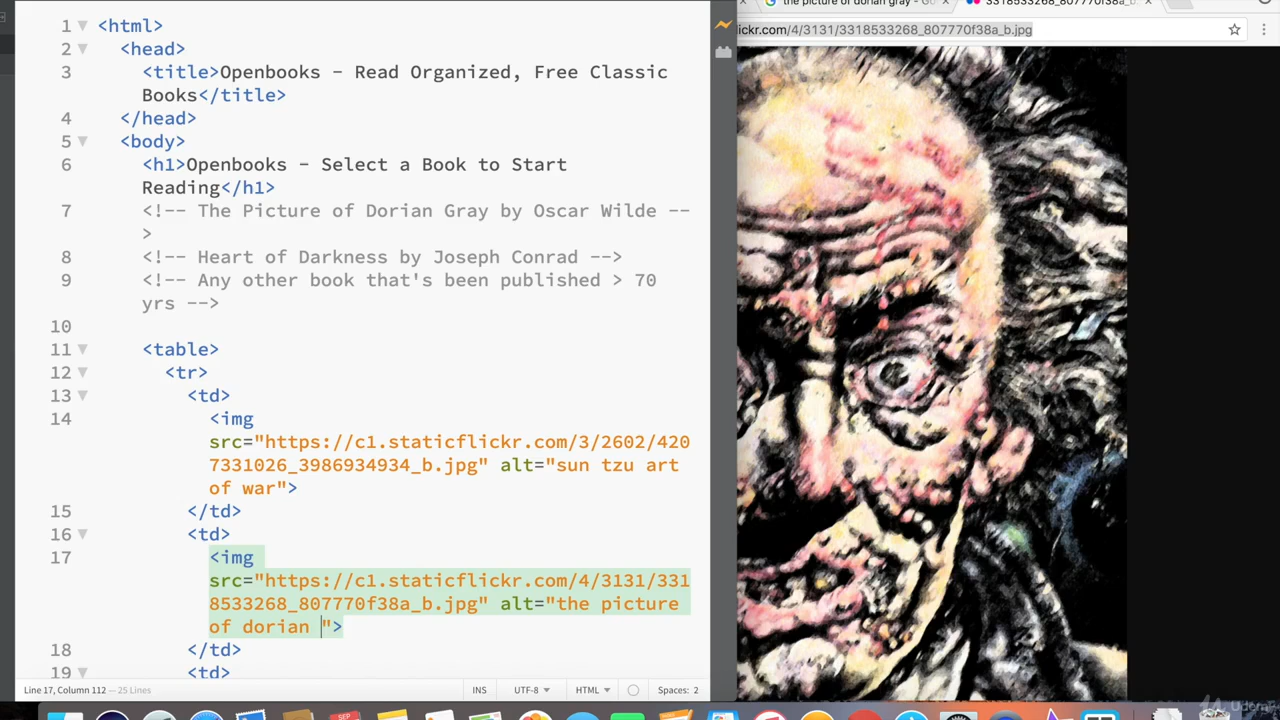 the picture of dorian gray - Go
3318533268_807770f38a_b.jpg
ickr.com/4/3131/3318533268_807770f38a_b.jpg
1 <html>
2 <head>
3 <title>Openbooks - Read Organized, Free Classic
Books</title>
4 </head>
5 <body>
6 <h1>Openbooks - Select a Book to Start
Reading</h1>
7 <!-- The Picture of Dorian Gray by Oscar Wilde --
>
8 <!-- Heart of Darkness by Joseph Conrad -->
9 <!-- Any other book that's been published > 70
yrs -->
10
11 <table>
12 <tr>
13 <td>
14 <img
src="https://c1.staticflickr.com/3/2602/420
7331026_3986934934_b.jpg" alt="sun tzu art
of war">
15 </td>
16 <td>
17 <img
src="https://c1.staticflickr.com/4/3131/331
8533268_807770f38a_b.jpg" alt="the picture
of dorian ">
18 </td>
19 <td>
Line 17, Column 112 — 25 Lines
INS
UTF-8
HTML
Spaces: 2
SEP
Udemy